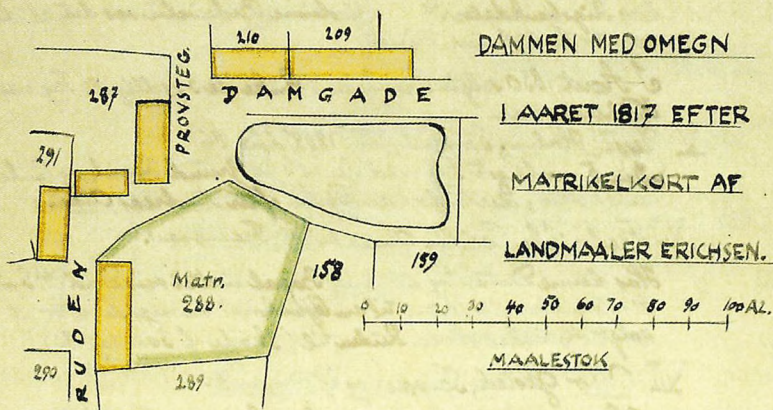 DAMMEN MED OMEGN
I AARET 1817 EFTER
MATRIKELKORT AF
LANDMAALER ERICHSEN.
0 10 20 30 40 50 60 70 80 90 100 AL.
MAALESTOK
210 209
DAMGADE
PROVSTEG.
287
291
RUDEN
Matr.
288.
158
159
290
289